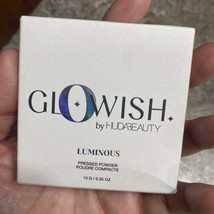 GLOWISH.
by HUDABEAUTY
LUMINOUS
PRESSED POWDER
POUDRE COMPACTE
10 G / 0.35 OZ